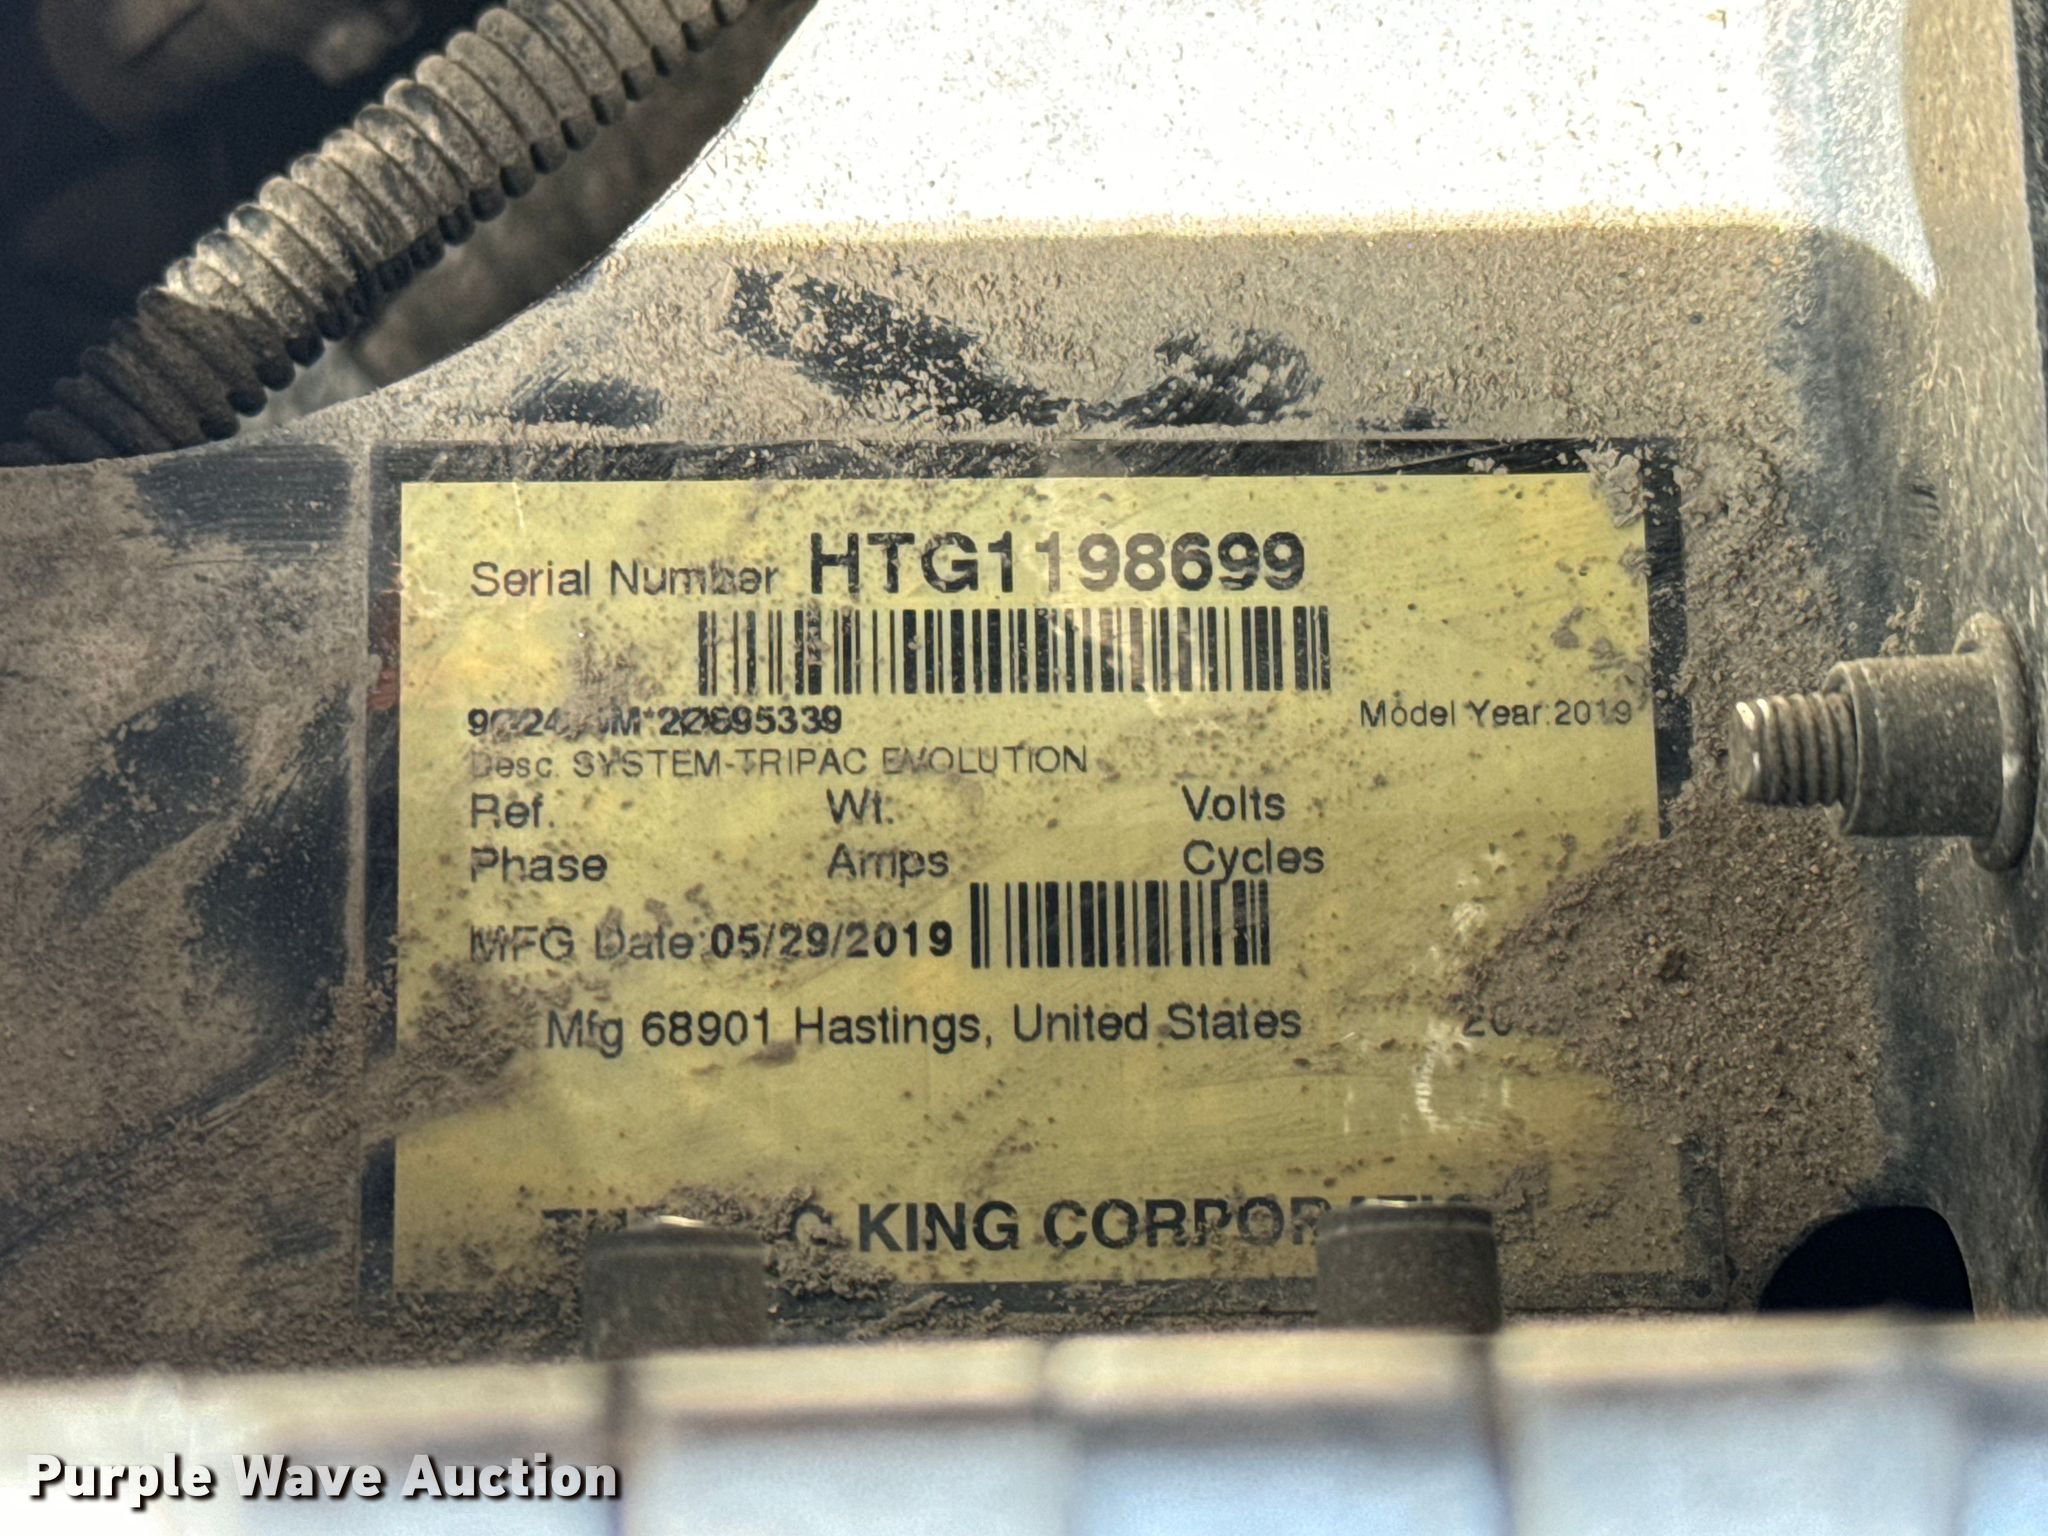 Serial Number HTG1198699
Model Year:2019
Desc. SYSTEM-TRIPAC EVOLUTION
Ref. Wt. Volts
Phase Amps Cycles
MFG Date:05/29/2019
Mfg 68901 Hastings, United States
KING
Purple Wave Auction